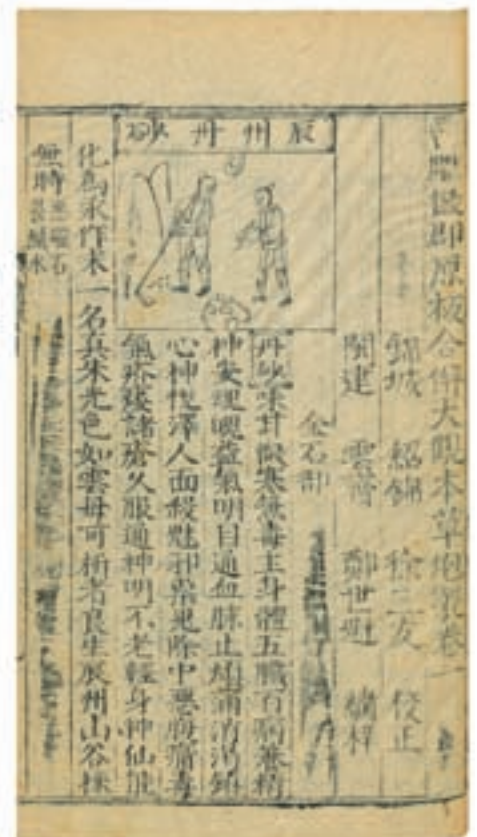 原板合併大觀本草炮製卷一
錦城 紹錦 徐三友 校正
閩建 雲齋 鄭世魁 繡梓
金石部
辰州丹砂
丹砂味甘微寒無毒主身體五臟百病養精
神安魂魄益氣明目通血脉止煩滿消渴鎮
心神悅澤人面殺魅邪祟鬼除中惡腹痛毒
氣疥瘻諸瘡久服通神明不老輕身神仙能
化為汞作末一名真朱光色如雲母可析者良生辰州山谷採
無時惡磁石畏鹹水